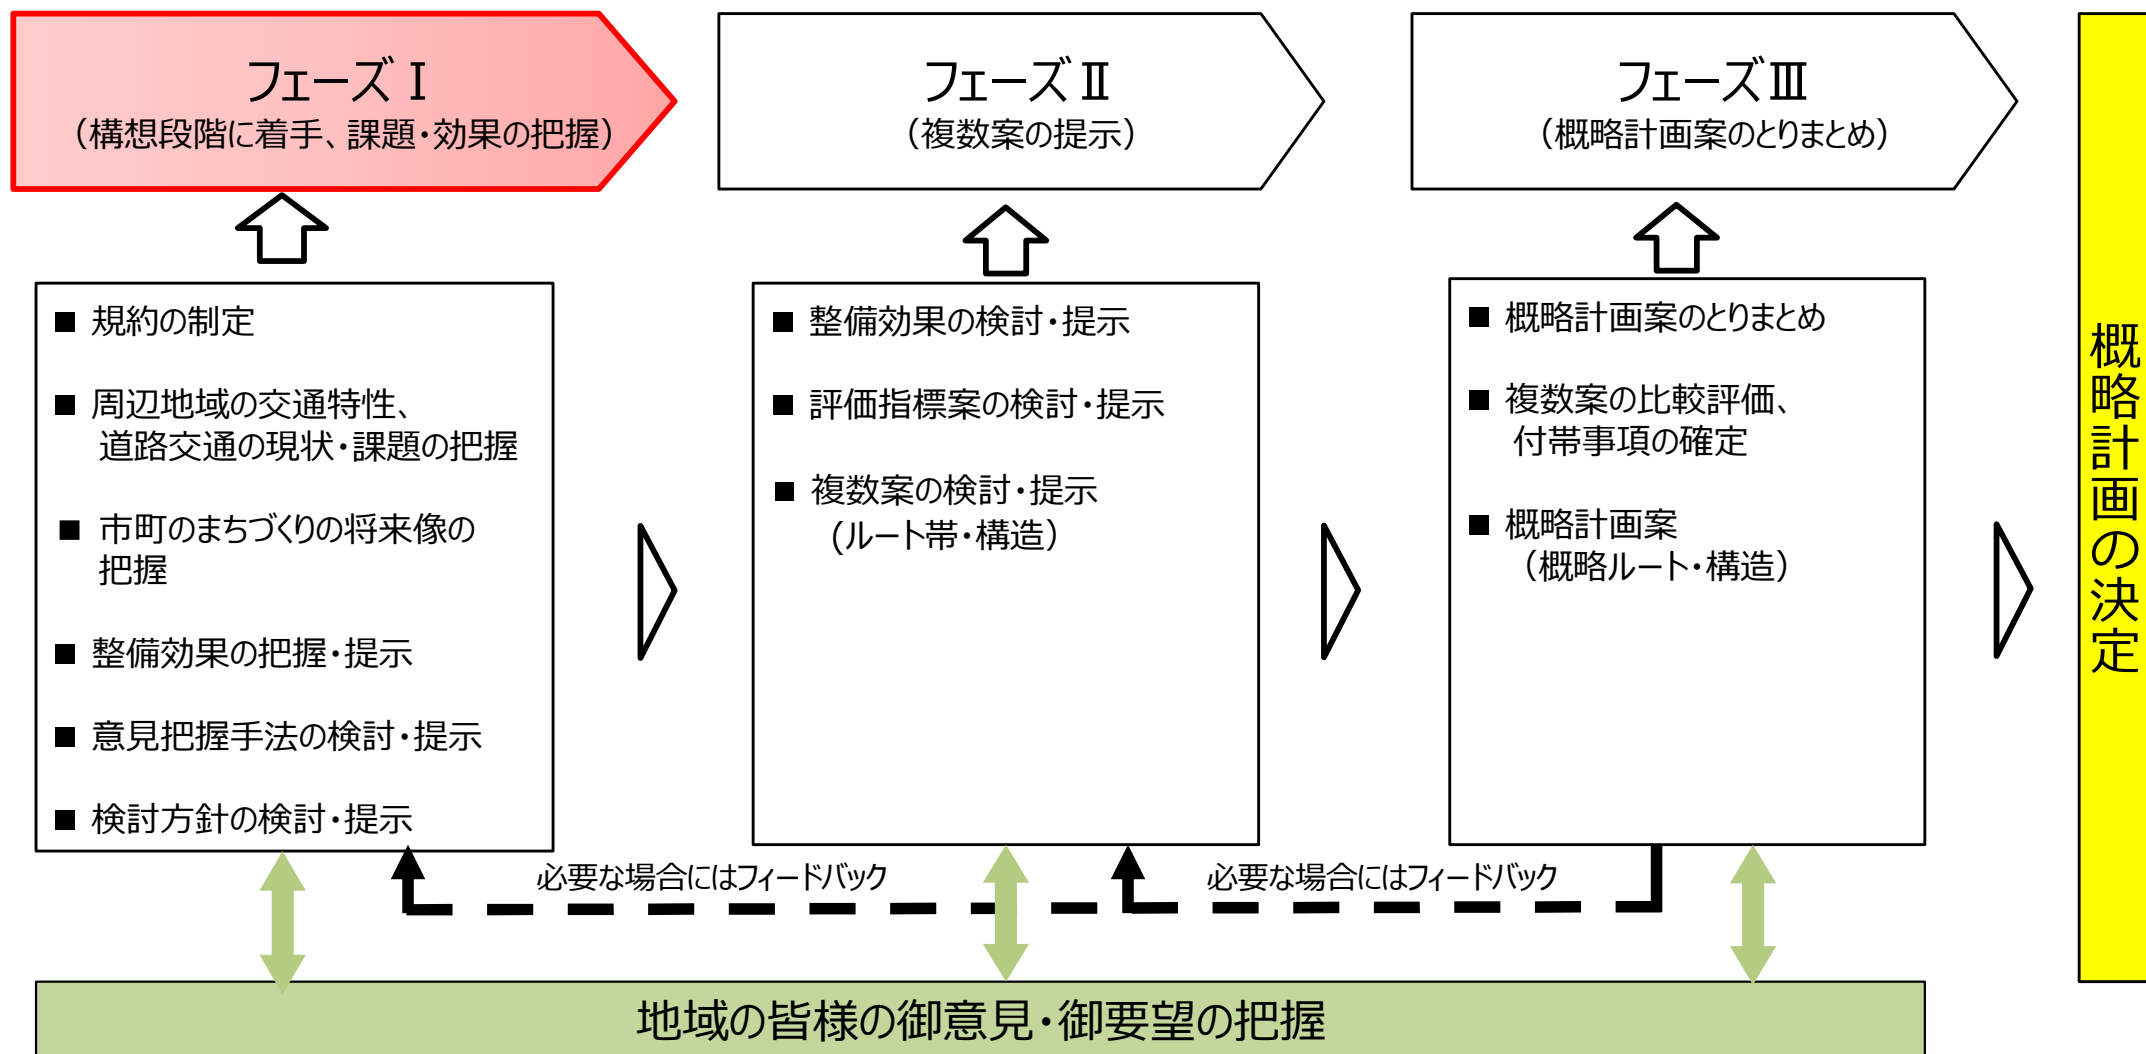 フェーズⅠ
（構想段階に着手、課題・効果の把握）
フェーズⅡ
（複数案の提示）
フェーズⅢ
（概略計画案のとりまとめ）
■ 規約の制定
■ 周辺地域の交通特性、
道路交通の現状・課題の把握
■ 市町のまちづくりの将来像の
把握
■ 整備効果の把握・提示
■ 意見把握手法の検討・提示
■ 検討方針の検討・提示
■ 整備効果の検討・提示
■ 評価指標案の検討・提示
■ 複数案の検討・提示
（ルート帯・構造）
■ 概略計画案のとりまとめ
■ 複数案の比較評価、
付帯事項の確定
■ 概略計画案
（概略ルート・構造）
概略計画の決定
必要な場合にはフィードバック
必要な場合にはフィードバック
地域の皆様の御意見・御要望の把握